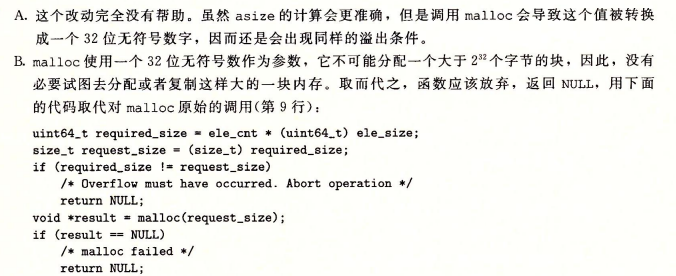 A. 这个改动完全没有帮助。虽然 asize 的计算会更准确，但是调用 malloc 会导致这个值被转换
成一个 32 位无符号数字，因而还是会出现同样的溢出条件。
B. malloc 使用一个 32 位无符号数作为参数，它不可能分配一个大于 2³² 个字节的块，因此，没有
必要试图去分配或者复制这样大的一块内存。取而代之，函数应该放弃，返回 NULL，用下面
的代码取代对 malloc 原始的调用(第 9 行)：
uint64_t required_size = ele_cnt * (uint64_t) ele_size;
size_t request_size = (size_t) required_size;
if (required_size != request_size)
/* Overflow must have occurred. Abort operation */
return NULL;
void *result = malloc(request_size);
if (result == NULL)
/* malloc failed */
return NULL;